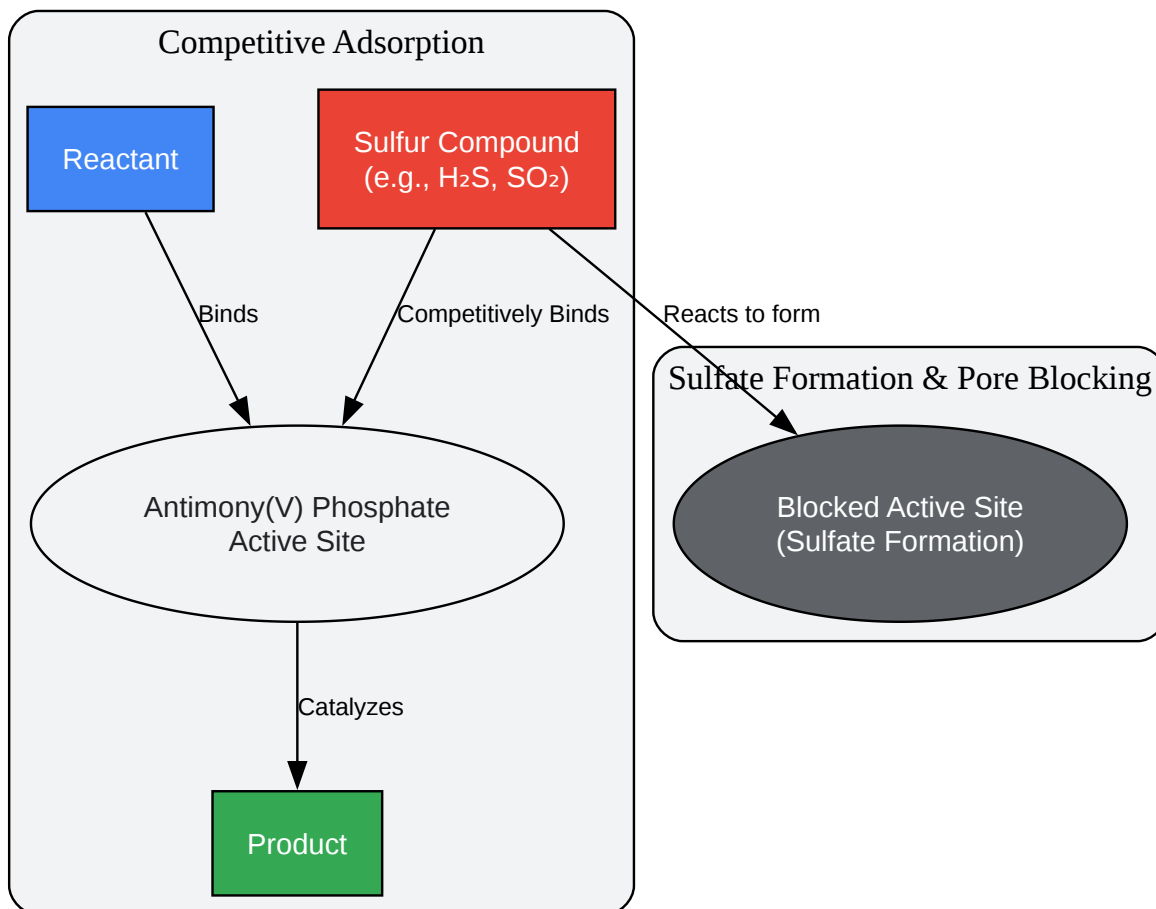 Competitive Adsorption
Reactant
Sulfur Compound
(e.g., H₂S, SO₂)
Binds
Competitively Binds
Reacts to form
Sulfate Formation & Pore Blocking
Antimony(V) Phosphate
Active Site
Blocked Active Site
(Sulfate Formation)
Catalyzes
Product